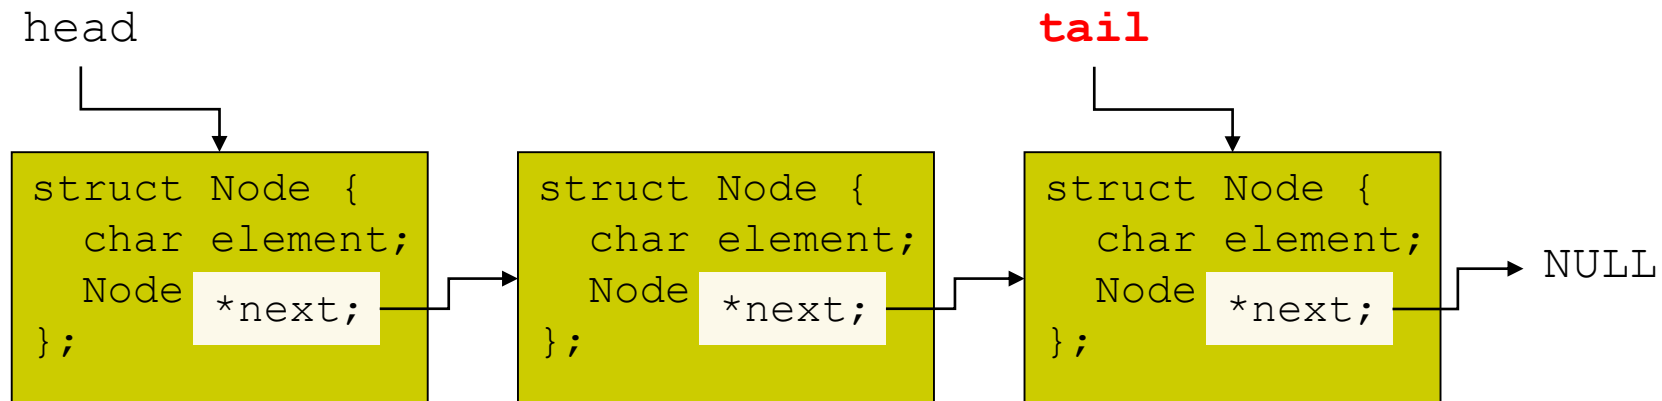 head
tail
struct Node {
char element;
Node *next;
};
struct Node {
char element;
Node *next;
};
struct Node {
char element;
Node *next;
};
NULL